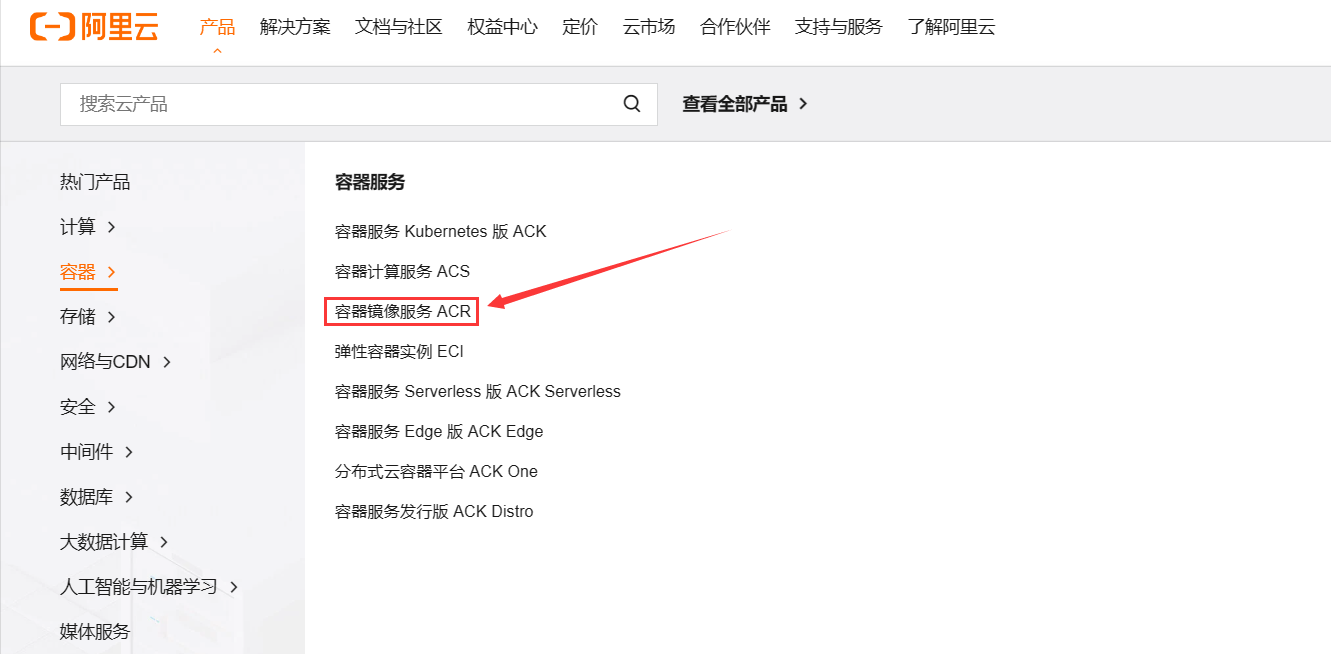 阿里云 产品 解决方案 文档与社区 权益中心 定价 云市场 合作伙伴 支持与服务 了解阿里云
搜索云产品 查看全部产品
热门产品
计算
容器
存储
网络与CDN
安全
中间件
数据库
大数据计算
人工智能与机器学习
媒体服务
容器服务
容器服务 Kubernetes 版 ACK
容器计算服务 ACS
容器镜像服务 ACR
弹性容器实例 ECI
容器服务 Serverless 版 ACK Serverless
容器服务 Edge 版 ACK Edge
分布式云容器平台 ACK One
容器服务发行版 ACK Distro